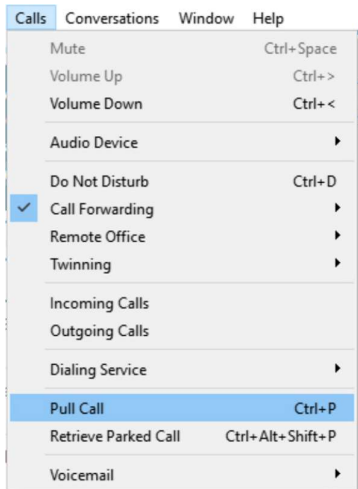 Calls Conversations Window Help
Mute Ctrl+Space
Volume Up Ctrl+>
Volume Down Ctrl+<
Audio Device
Do Not Disturb Ctrl+D
Call Forwarding
Remote Office
Twinning
Incoming Calls
Outgoing Calls
Dialing Service
Pull Call Ctrl+P
Retrieve Parked Call Ctrl+Alt+Shift+P
Voicemail